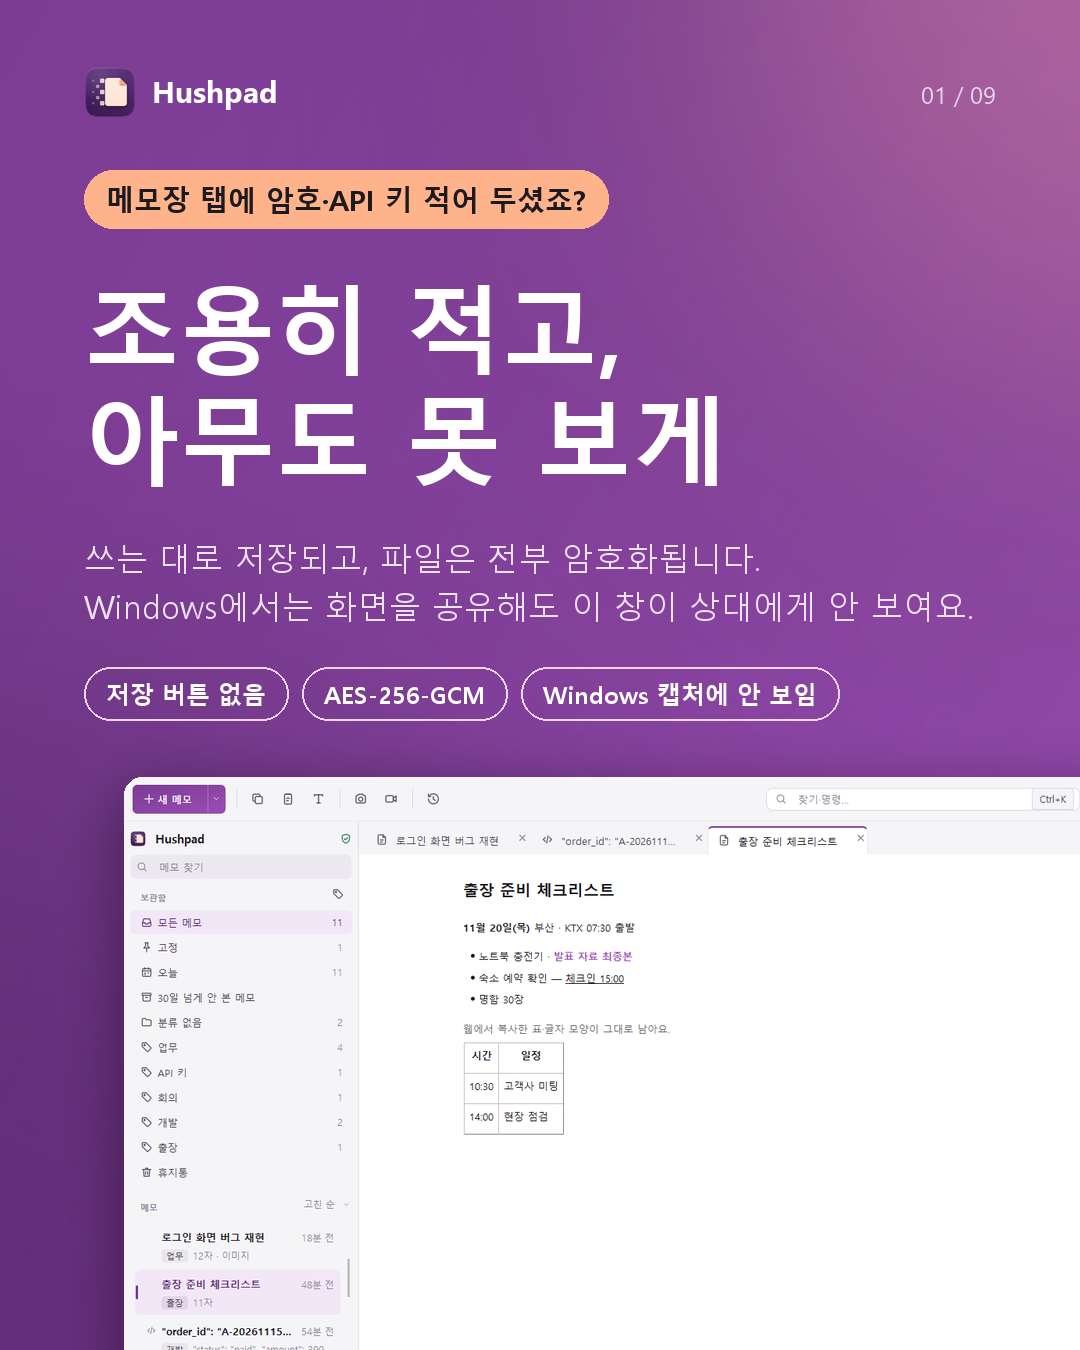 Hushpad
01 / 09
메모장 탭에 암호·API 키 적어 두셨죠?
조용히 적고,
아무도 못 보게
쓰는 대로 저장되고, 파일은 전부 암호화됩니다.
Windows에서는 화면을 공유해도 이 창이 상대에게 안 보여요.
저장 버튼 없음
AES-256-GCM
Windows 캡처에 안 보임
새 메모
찾기·명령...
Ctrl+K
Hushpad
메모 찾기
보관함
모든 메모 11
고정 1
오늘 11
30일 넘게 안 본 메모
분류 없음 2
업무 4
API 키 1
회의 1
개발 2
출장 1
휴지통
메모 고친 순
로그인 화면 버그 재현 18분 전
업무 12자 · 이미지
출장 준비 체크리스트 48분 전
출장 11자
"order_id": "A-20261115... 54분 전
개발 "status": "paid", "amount": 390
로그인 화면 버그 재현
"order_id": "A-2026111...
출장 준비 체크리스트
출장 준비 체크리스트
11월 20일(목) 부산 · KTX 07:30 출발
• 노트북 충전기 · 발표 자료 최종본
• 숙소 예약 확인 — 체크인 15:00
• 명함 30장
웹에서 복사한 표·글자 모양이 그대로 남아요.
시간 일정
10:30 고객사 미팅
14:00 현장 점검